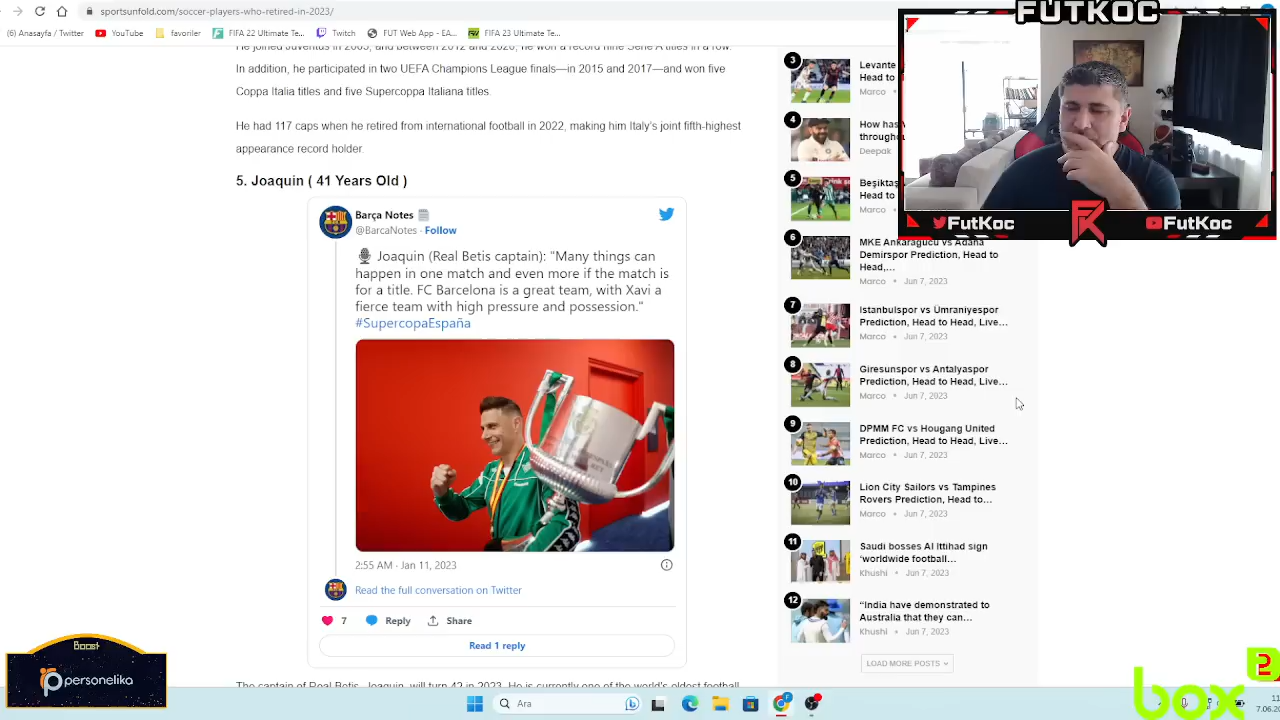 sportsunfold.com/soccer-players-who-retired-in-2023/
(6) Anasayfa / Twitter
YouTube
favoriler
FIFA 22 Ultimate Te...
Twitch
FIFA 23 Ultimate Te...
In addition, he participated in two UEFA Champions League finals—in 2015 and 2017—and won five
Coppa Italia titles and five Supercoppa Italiana titles.
He had 117 caps when he retired from international football in 2022, making him Italy's joint fifth-highest
appearance record holder.
5. Joaquin ( 41 Years Old )
Barça Notes
@BarcaNotes · Follow
Joaquin (Real Betis captain): "Many things can
happen in one match and even more if the match is
for a title. FC Barcelona is a great team, with Xavi a
fierce team with high pressure and possession."
#SupercopaEspaña
2:55 AM · Jan 11, 2023
Read the full conversation on Twitter
7
Reply
Share
Read 1 reply
3
Levante
Head to
Marco
4
How has
Deepak
5
Beşiktaş
Head to
Marco
6
MKE Ankaragücü vs Adana
Demirspor Prediction, Head to
Head,...
Marco • Jun 7, 2023
7
Istanbulspor vs Ümraniyespor
Prediction, Head to Head, Live...
Marco • Jun 7, 2023
8
Giresunspor vs Antalyaspor
Prediction, Head to Head, Live...
Marco • Jun 7, 2023
9
DPMM FC vs Hougang United
Prediction, Head to Head, Live...
Marco • Jun 7, 2023
10
Lion City Sailors vs Tampines
Rovers Prediction, Head to...
Marco • Jun 7, 2023
11
Saudi bosses Al Ittihad sign
‘worldwide football...
Khushi • Jun 7, 2023
12
“India have demonstrated to
Australia that they can...
Khushi • Jun 7, 2023
LOAD MORE POSTS
FUTKOC
FutKoc
FK
FutKoc
Boost
personelika
Ara
box
2